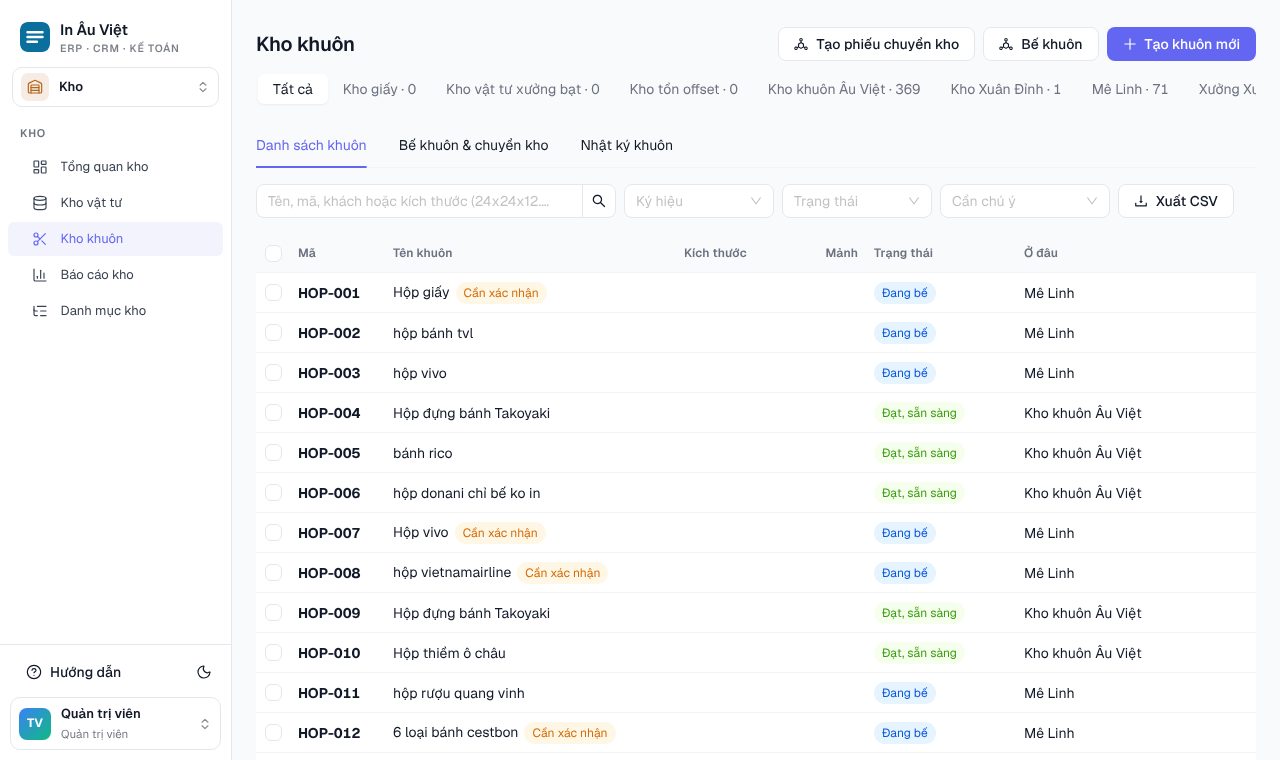 In Âu Việt
ERP · CRM · KẾ TOÁN
Kho
KHO
Tổng quan kho
Kho vật tư
Kho khuôn
Báo cáo kho
Danh mục kho
Hướng dẫn
TV
Quản trị viên
Quản trị viên
Kho khuôn
Tạo phiếu chuyển kho
Bế khuôn
Tạo khuôn mới
Tất cả
Kho giấy · 0
Kho vật tư xưởng bạt · 0
Kho tồn offset · 0
Kho khuôn Âu Việt · 369
Kho Xuân Đỉnh · 1
Mê Linh · 71
Xưởng Xu
Danh sách khuôn
Bế khuôn & chuyển kho
Nhật ký khuôn
Tên, mã, khách hoặc kích thước (24x24x12....
Ký hiệu
Trạng thái
Cần chú ý
Xuất CSV
Mã Tên khuôn Kích thước Mảnh Trạng thái Ở đâu
HOP-001 Hộp giấy Cần xác nhận Đang bế Mê Linh
HOP-002 hộp bánh tvl Đang bế Mê Linh
HOP-003 hộp vivo Đang bế Mê Linh
HOP-004 Hộp đựng bánh Takoyaki Đạt, sẵn sàng Kho khuôn Âu Việt
HOP-005 bánh rico Đạt, sẵn sàng Kho khuôn Âu Việt
HOP-006 hộp donani chỉ bế ko in Đạt, sẵn sàng Kho khuôn Âu Việt
HOP-007 Hộp vivo Cần xác nhận Đang bế Mê Linh
HOP-008 hộp vietnamairline Cần xác nhận Đang bế Mê Linh
HOP-009 Hộp đựng bánh Takoyaki Đạt, sẵn sàng Kho khuôn Âu Việt
HOP-010 Hộp thiềm ô châu Đạt, sẵn sàng Kho khuôn Âu Việt
HOP-011 hộp rượu quang vinh Đang bế Mê Linh
HOP-012 6 loại bánh cestbon Cần xác nhận Đang bế Mê Linh